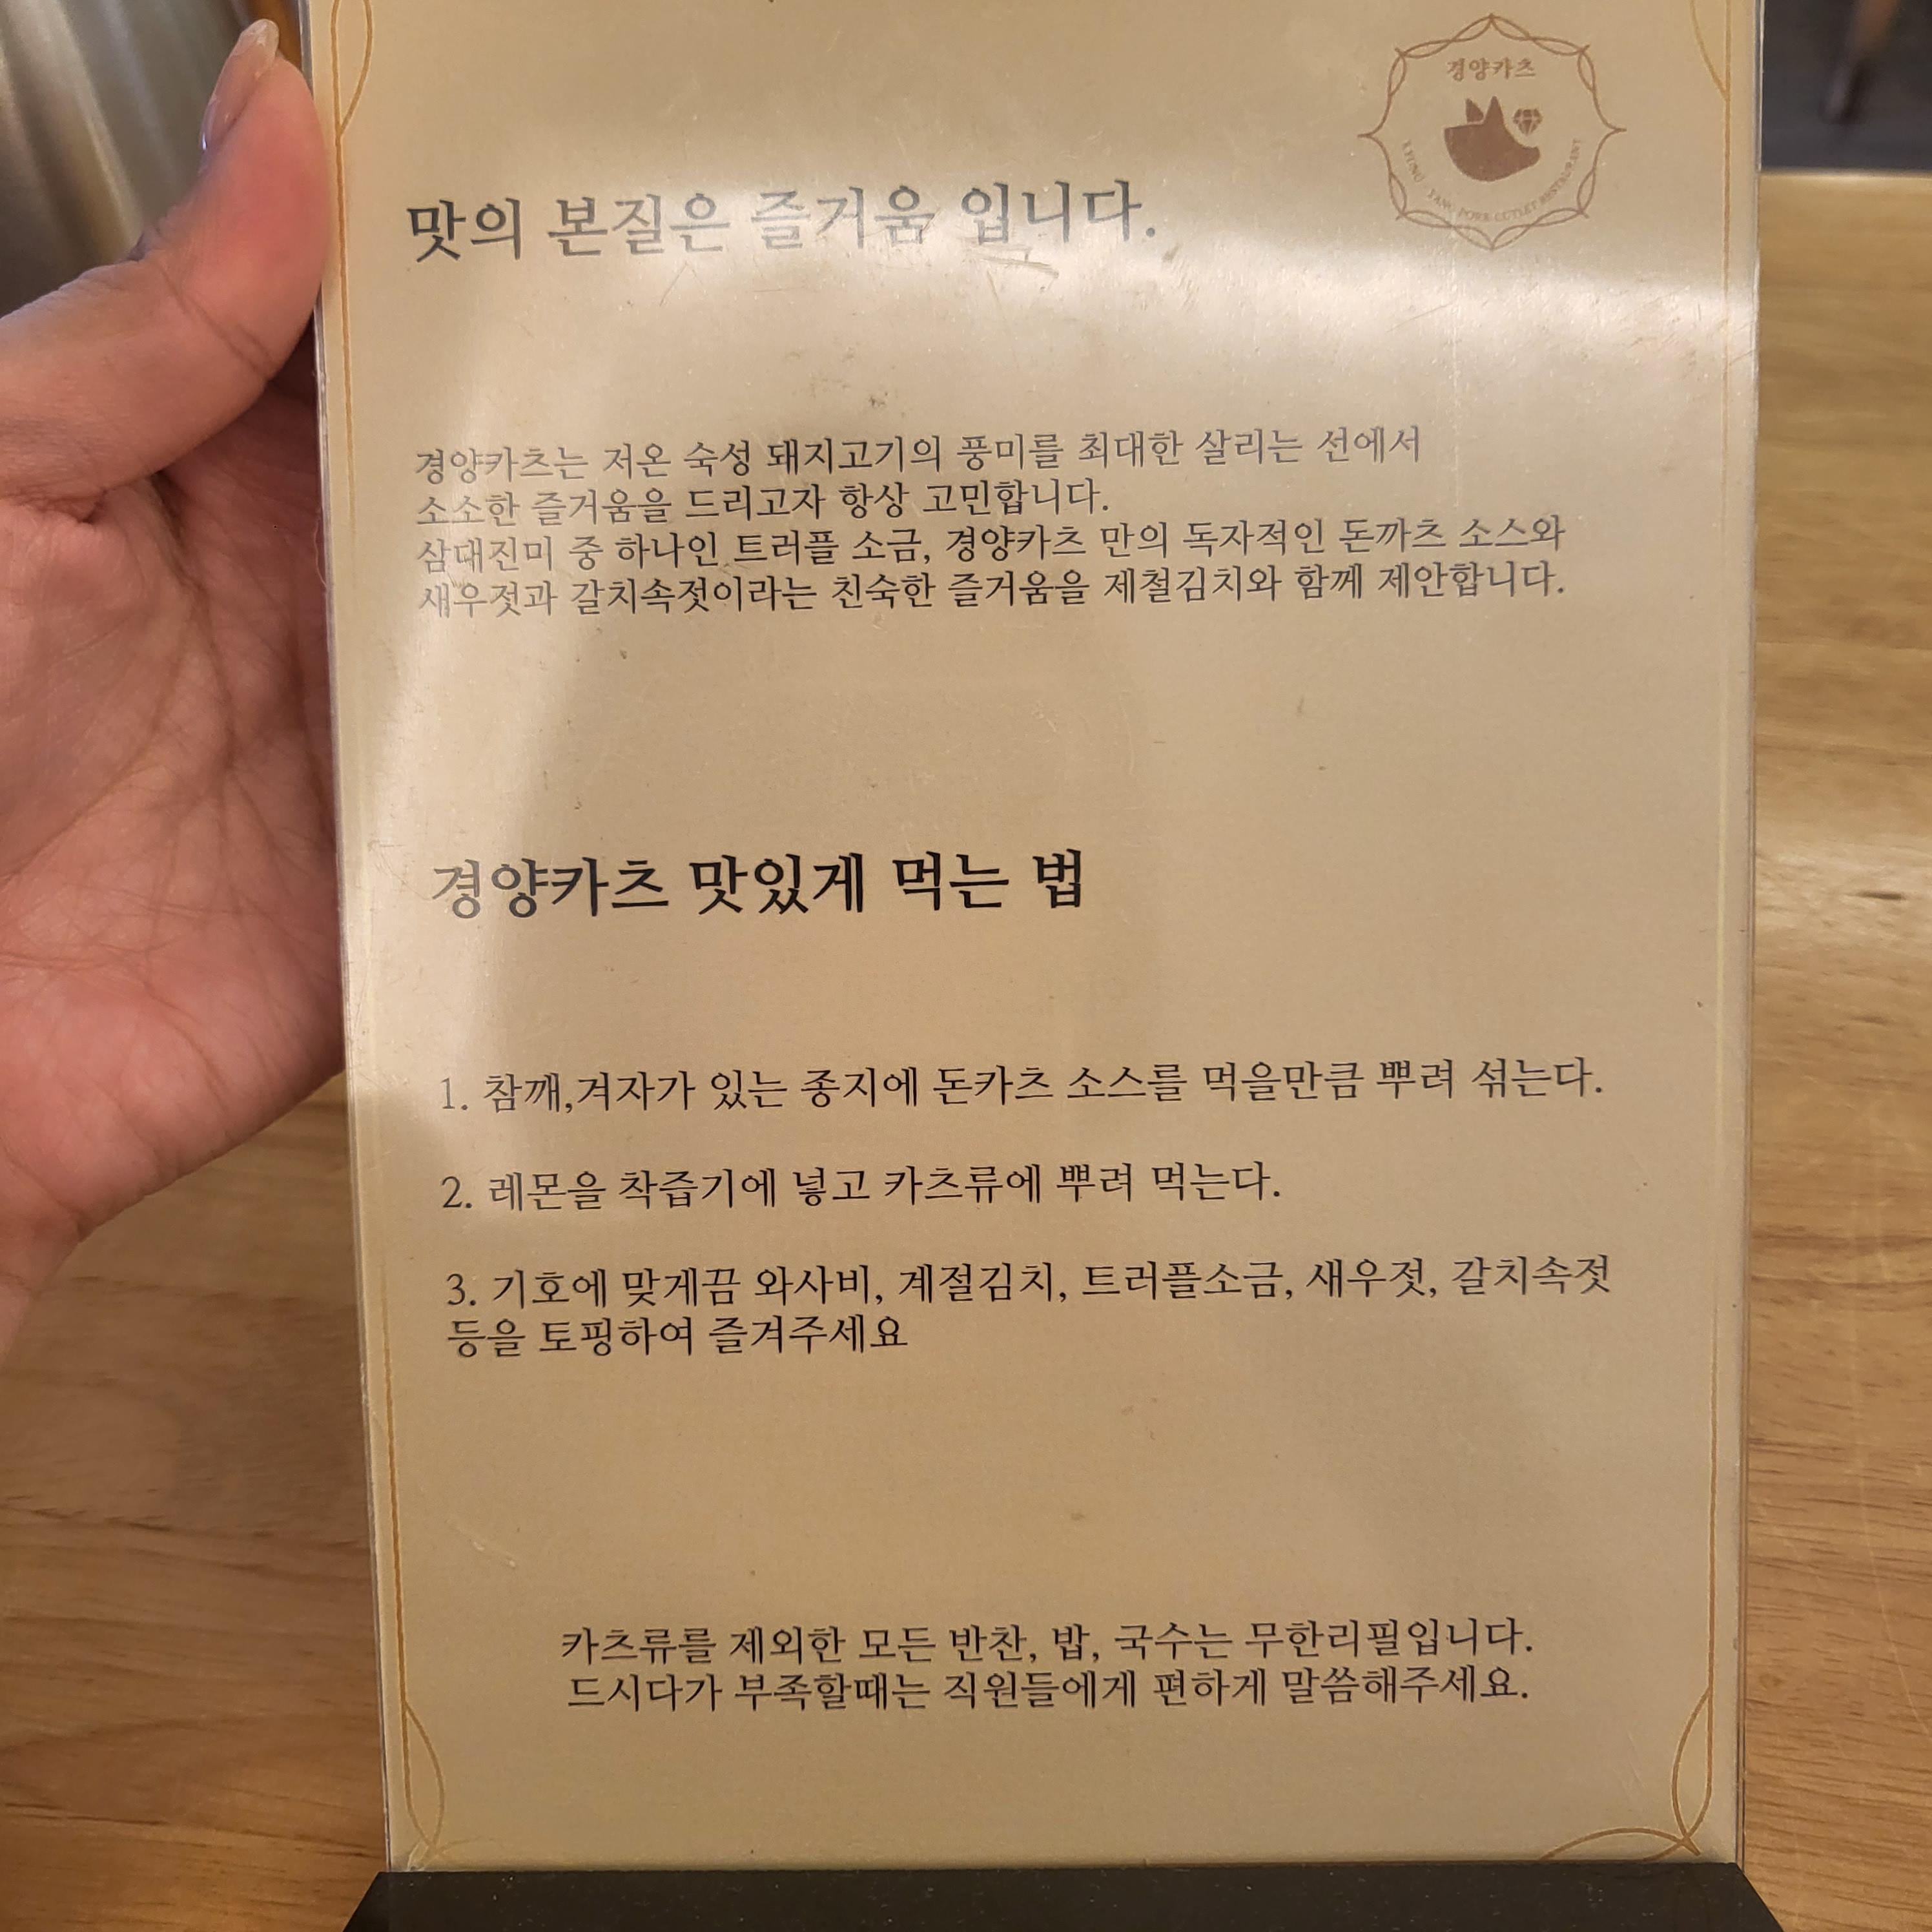 경양카츠
KYUNG YANG PORK CUTLET RESTAURANT
맛의 본질은 즐거움 입니다.
경양카츠는 저온 숙성 돼지고기의 풍미를 최대한 살리는 선에서
소소한 즐거움을 드리고자 항상 고민합니다.
삼대진미 중 하나인 트러플 소금, 경양카츠 만의 독자적인 돈까츠 소스와
새우젓과 갈치속젓이라는 친숙한 즐거움을 제철김치와 함께 제안합니다.
경양카츠 맛있게 먹는 법
1. 참깨,겨자가 있는 종지에 돈카츠 소스를 먹을만큼 뿌려 섞는다.
2. 레몬을 착즙기에 넣고 카츠류에 뿌려 먹는다.
3. 기호에 맞게끔 와사비, 계절김치, 트러플소금, 새우젓, 갈치속젓
등을 토핑하여 즐겨주세요
카츠류를 제외한 모든 반찬, 밥, 국수는 무한리필입니다.
드시다가 부족할때는 직원들에게 편하게 말씀해주세요.